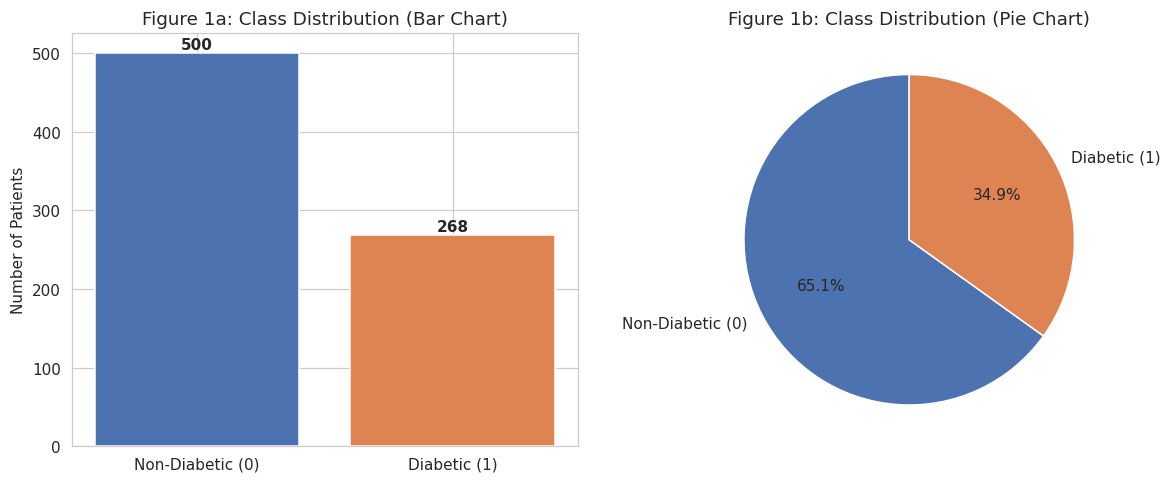 Figure 1a: Class Distribution (Bar Chart)
500
268
500
400
300
200
100
0
Number of Patients
Non-Diabetic (0)
Diabetic (1)
Figure 1b: Class Distribution (Pie Chart)
Diabetic (1)
34.9%
65.1%
Non-Diabetic (0)